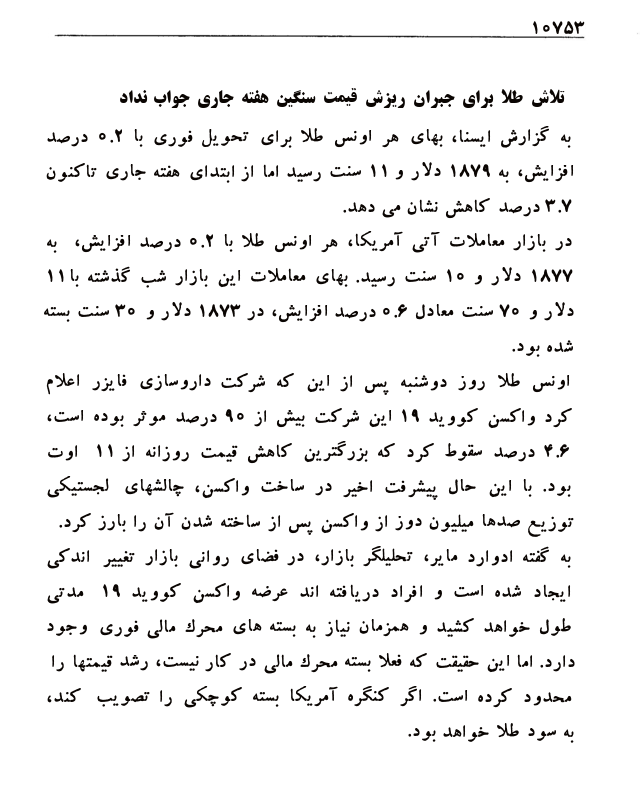 ۱۰۷۵۳
تلاش طلا برای جبران ریزش قیمت سنگین هفته جاری جواب نداد
به گزارش ایسنا، بهای هر اونس طلا برای تحویل فوری با ۰.۲ درصد
افزایش، به ۱۸۷۹ دلار و ۱۱ سنت رسید اما از ابتدای هفته جاری تاکنون
۳.۷ درصد کاهش نشان می دهد.
در بازار معاملات آتی آمریکا، هر اونس طلا با ۰.۲ درصد افزایش، به
۱۸۷۷ دلار و ۱۰ سنت رسید. بهای معاملات این بازار شب گذشته با ۱۱
دلار و ۷۰ سنت معادل ۰.۶ درصد افزایش، در ۱۸۷۳ دلار و ۳۰ سنت بسته
شده بود.
اونس طلا روز دوشنبه پس از این که شرکت داروسازی فایزر اعلام
کرد واکسن کووید ۱۹ این شرکت بیش از ۹۰ درصد موثر بوده است،
۴.۶ درصد سقوط کرد که بزرگترین کاهش قیمت روزانه از ۱۱ اوت
بود. با این حال پیشرفت اخیر در ساخت واکسن، چالشهای لجستیکی
توزیع صدها میلیون دوز از واکسن پس از ساخته شدن آن را بارز کرد.
به گفته ادوارد مایر، تحلیلگر بازار، در فضای روانی بازار تغییر اندکی
ایجاد شده است و افراد دریافته اند عرضه واکسن کووید ۱۹ مدتی
طول خواهد کشید و همزمان نیاز به بسته های محرک مالی فوری وجود
دارد. اما این حقیقت که فعلا بسته محرک مالی در کار نیست، رشد قیمتها را
محدود کرده است. اگر کنگره آمریکا بسته کوچکی را تصویب کند،
به سود طلا خواهد بود.